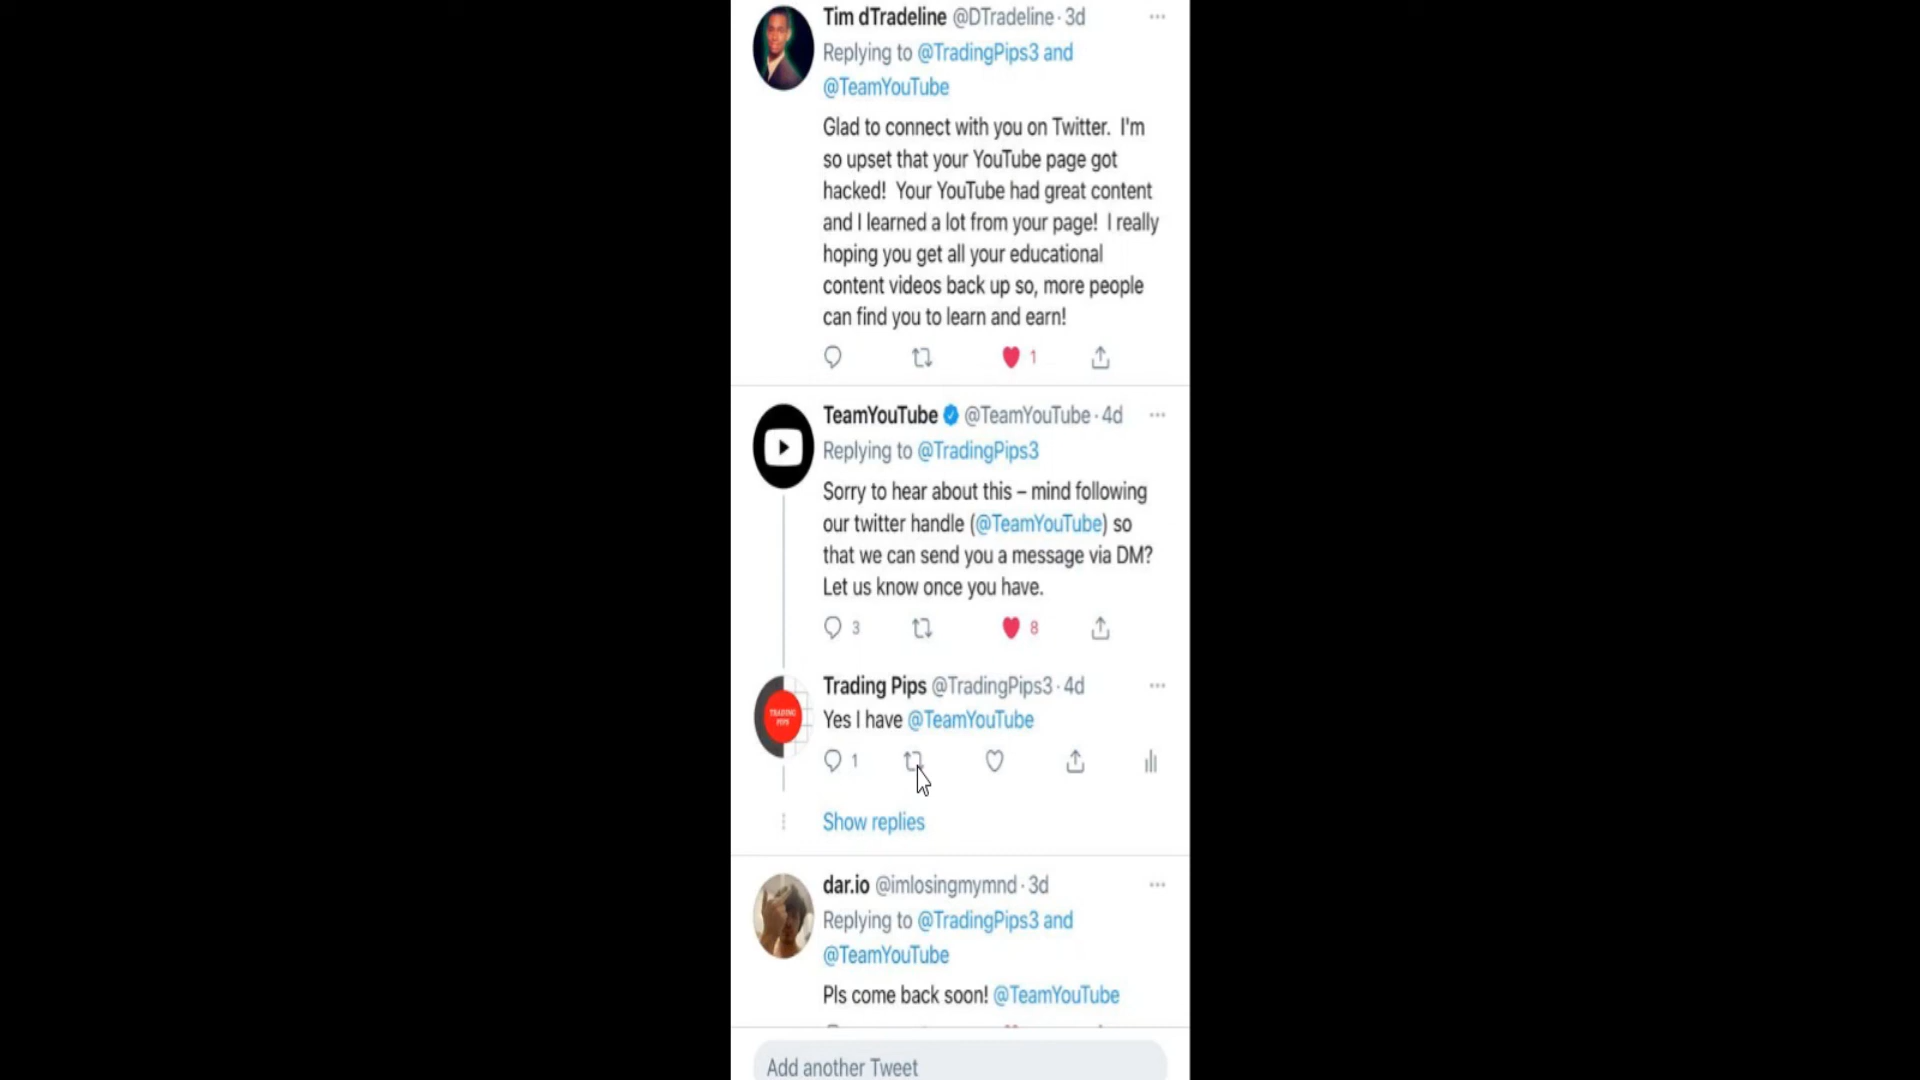 Tim dTradeline @DTradeline · 3d
Replying to @TradingPips3 and
@TeamYouTube
Glad to connect with you on Twitter. I'm
so upset that your YouTube page got
hacked! Your YouTube had great content
and I learned a lot from your page! I really
hoping you get all your educational
content videos back up so, more people
can find you to learn and earn!
1
TeamYouTube @TeamYouTube · 4d
Replying to @TradingPips3
Sorry to hear about this – mind following
our twitter handle (@TeamYouTube) so
that we can send you a message via DM?
Let us know once you have.
3 8
Trading Pips @TradingPips3 · 4d
TRADING
PIPS
Yes I have @TeamYouTube
1
Show replies
dar.io @imlosingmymnd · 3d
Replying to @TradingPips3 and
@TeamYouTube
Pls come back soon! @TeamYouTube
Add another Tweet